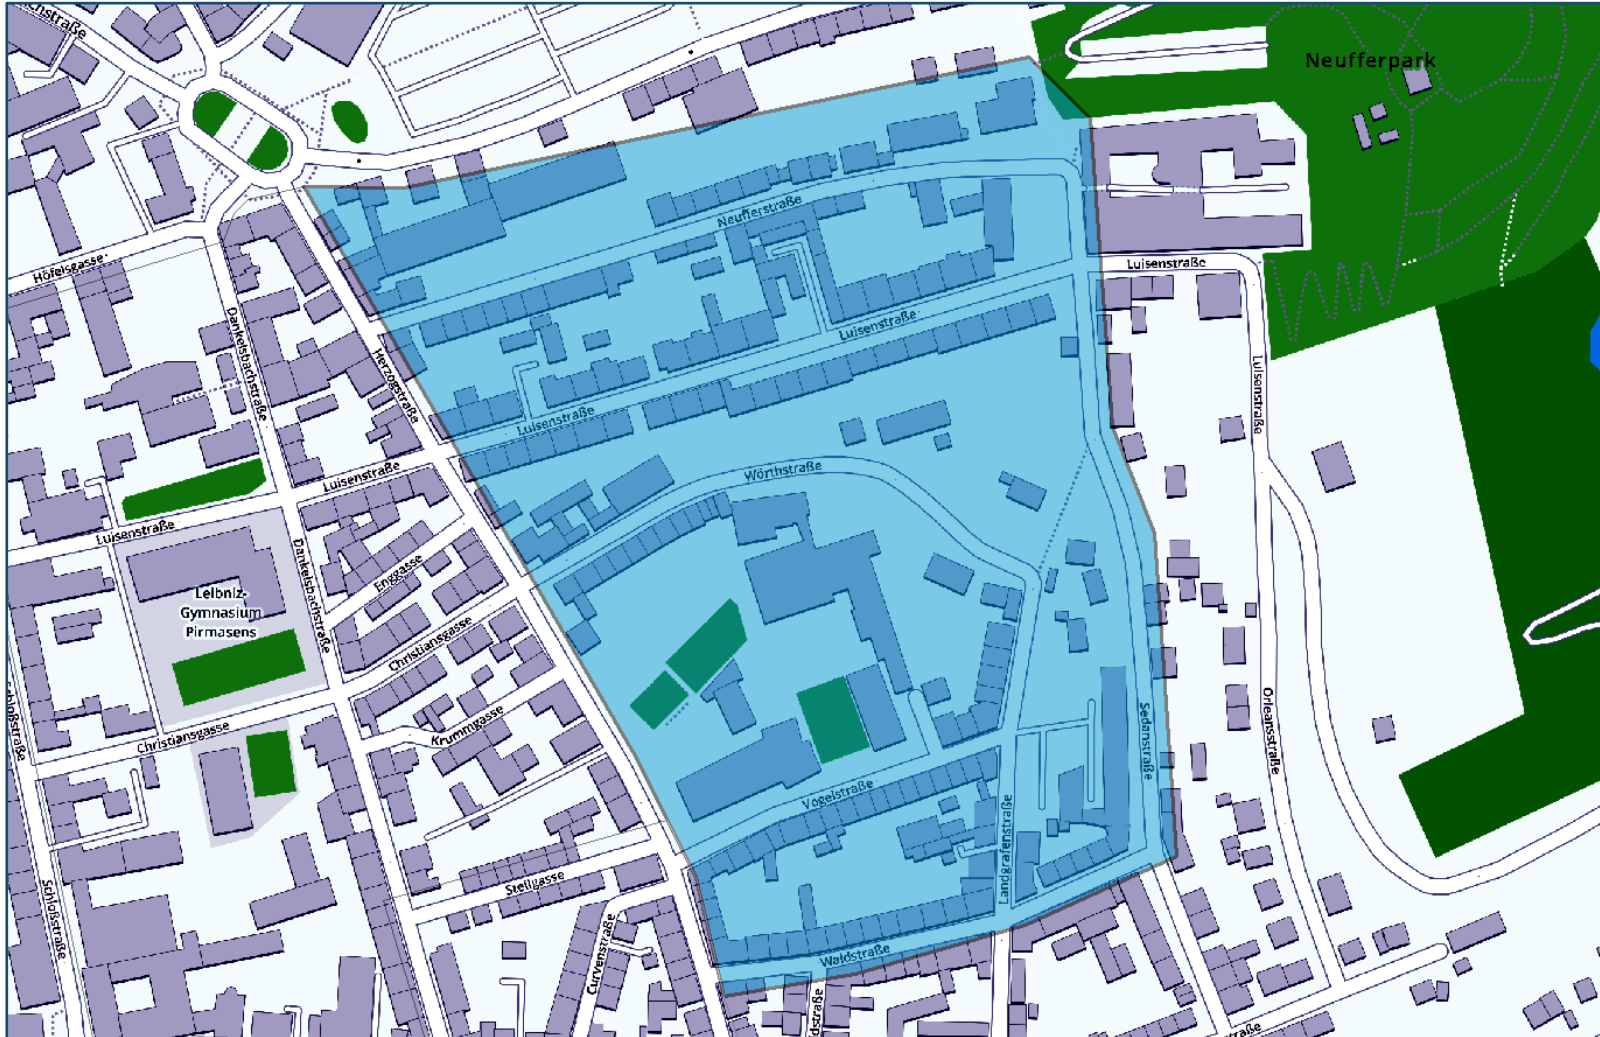 Neufferpark
Neufferstraße
Höfelsgasse
Luisenstraße
Dankelsbachstraße
Herzogstraße
Luisenstraße
Luisenstraße
Luisenstraße
Luisenstraße
Luisenstraße
Wörthstraße
Luisenstraße
Dankelsbachstraße
Enggasse
Leibniz-
Gymnasium
Pirmasens
Christiansgasse
Christiansgasse
Krummgasse
Schloßstraße
Orleansstraße
Sedanstraße
Vogelstraße
Landgrafenstraße
Stellgasse
Schloßstraße
Curvenstraße
Waldstraße